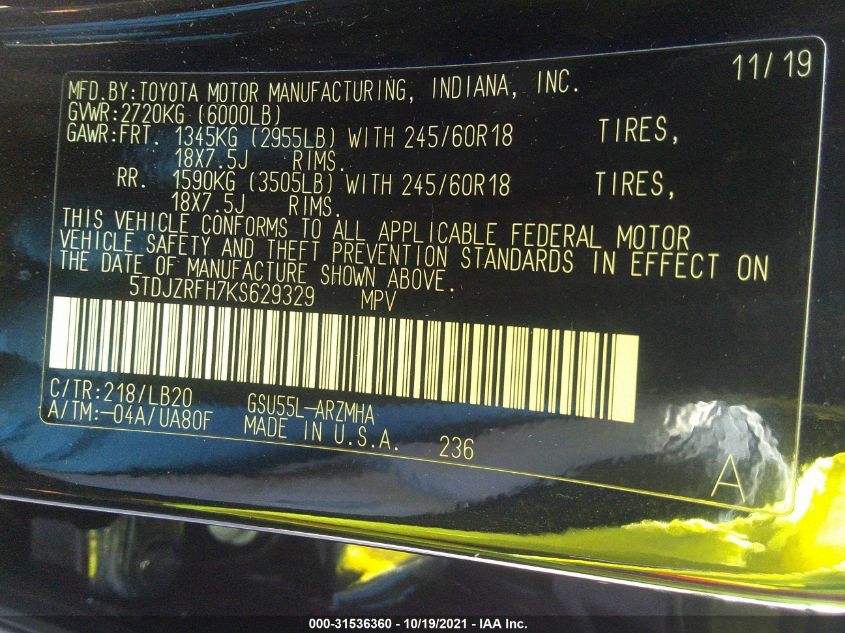 11/19
MFD.BY:TOYOTA MOTOR MANUFACTURING, INDIANA, INC.
GVWR:2720KG (6000LB)
GAWR:FRT. 1345KG (2955LB) WITH 245/60R18 TIRES,
18X7.5J RIMS.
RR. 1590KG (3505LB) WITH 245/60R18 TIRES,
18X7.5J RIMS.
THIS VEHICLE CONFORMS TO ALL APPLICABLE FEDERAL MOTOR
VEHICLE SAFETY AND THEFT PREVENTION STANDARDS IN EFFECT ON
THE DATE OF MANUFACTURE SHOWN ABOVE.
5TDJZRFH7KS629329 MPV
C/TR:218/LB20 GSU55L-ARZMHA
A/TM:-04A/UA80F MADE IN U.S.A. 236
A
000-31536360 - 10/19/2021 - IAA Inc.